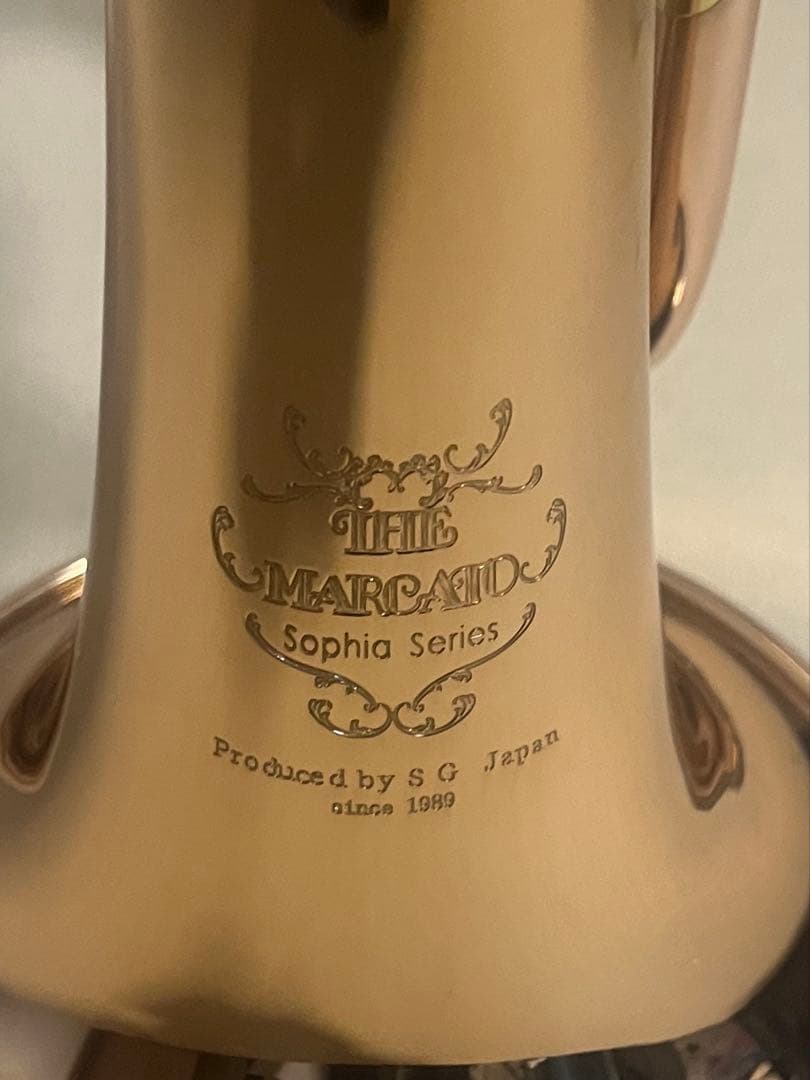 THE
MARCATO
Sophia Series
Produced by S G Japan
since 1989